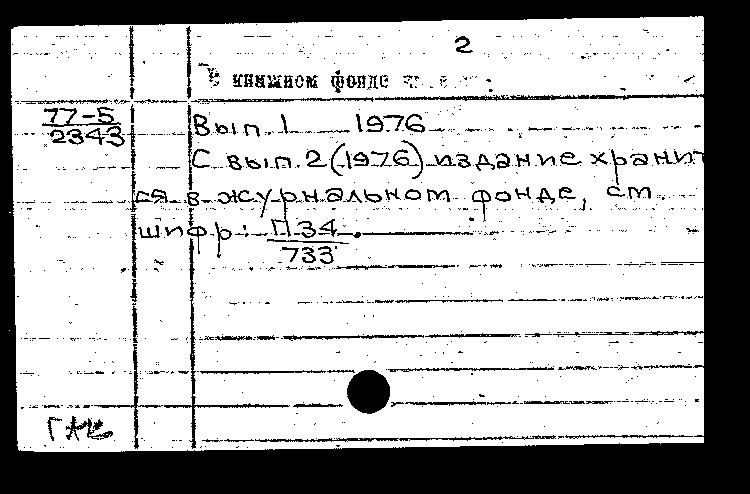 2
В книжном фонде
77-5
2343
Вып. 1 1976
С вып. 2 (1976) издание хранит
ся в журнальном фонде, см.
шифр: П 34
733